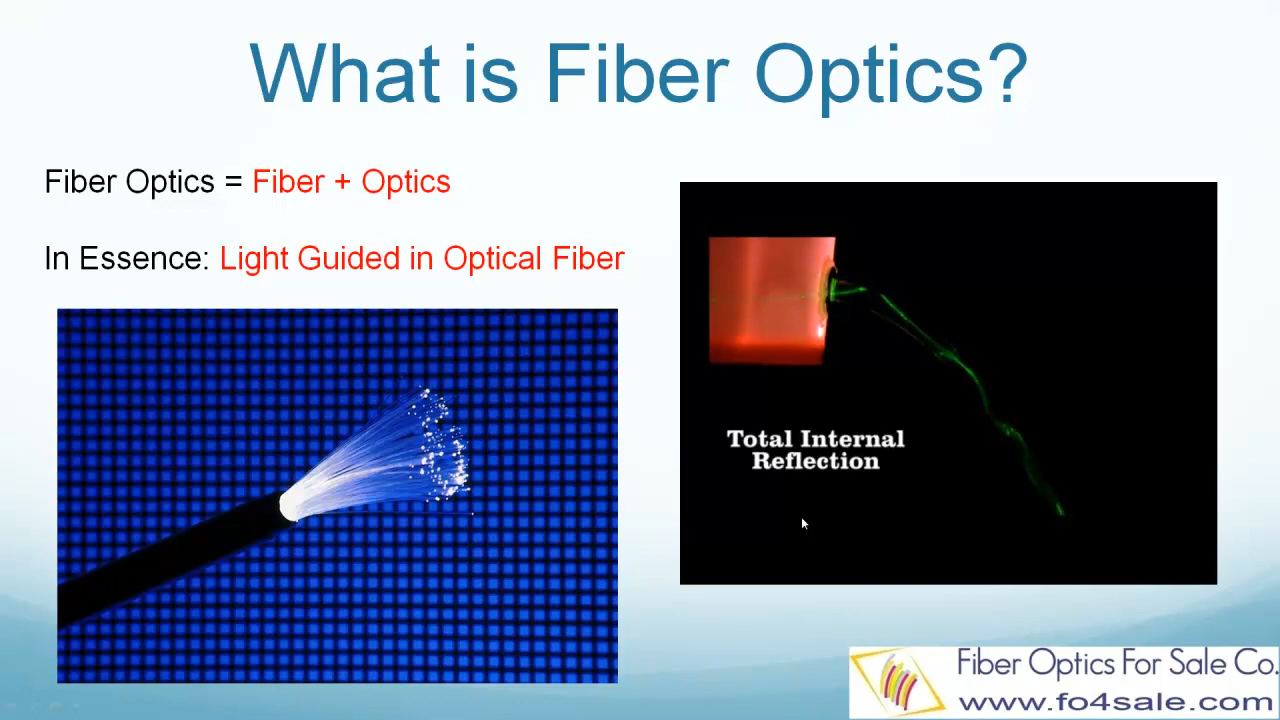 What is Fiber Optics?
Fiber Optics = Fiber + Optics
In Essence: Light Guided in Optical Fiber
Total Internal
Reflection
Fiber Optics For Sale Co.
www.fo4sale.com